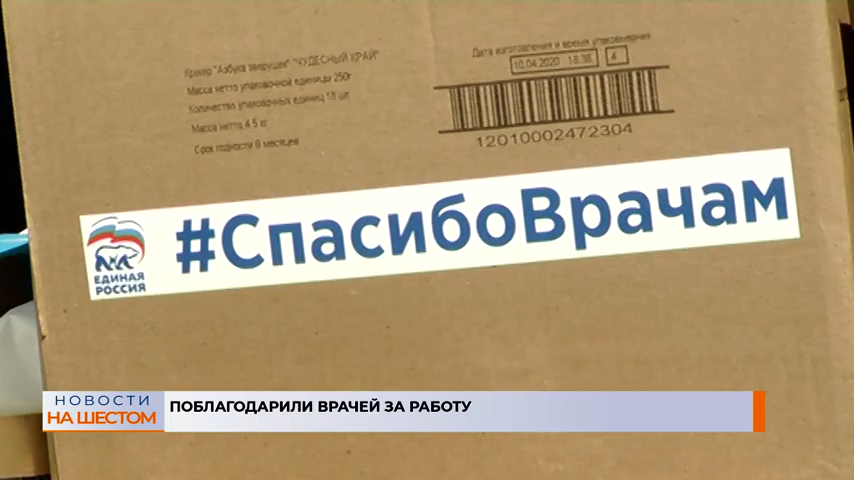 Крекер "Азбука зверушек" "ЧУДЕСНЫЙ КРАЙ"
Масса нетто упаковочной единицы 250г
Количество упаковочных единиц 18 шт
Масса нетто 4.5 кг
Срок годности 6 месяцев
Дата изготовления и время упаковывания
10.04.2020 18:38 4
12010002472304
#СпасибоВрачам
ЕДИНАЯ
РОССИЯ
НОВОСТИ
НА ШЕСТОМ
ПОБЛАГОДАРИЛИ ВРАЧЕЙ ЗА РАБОТУ